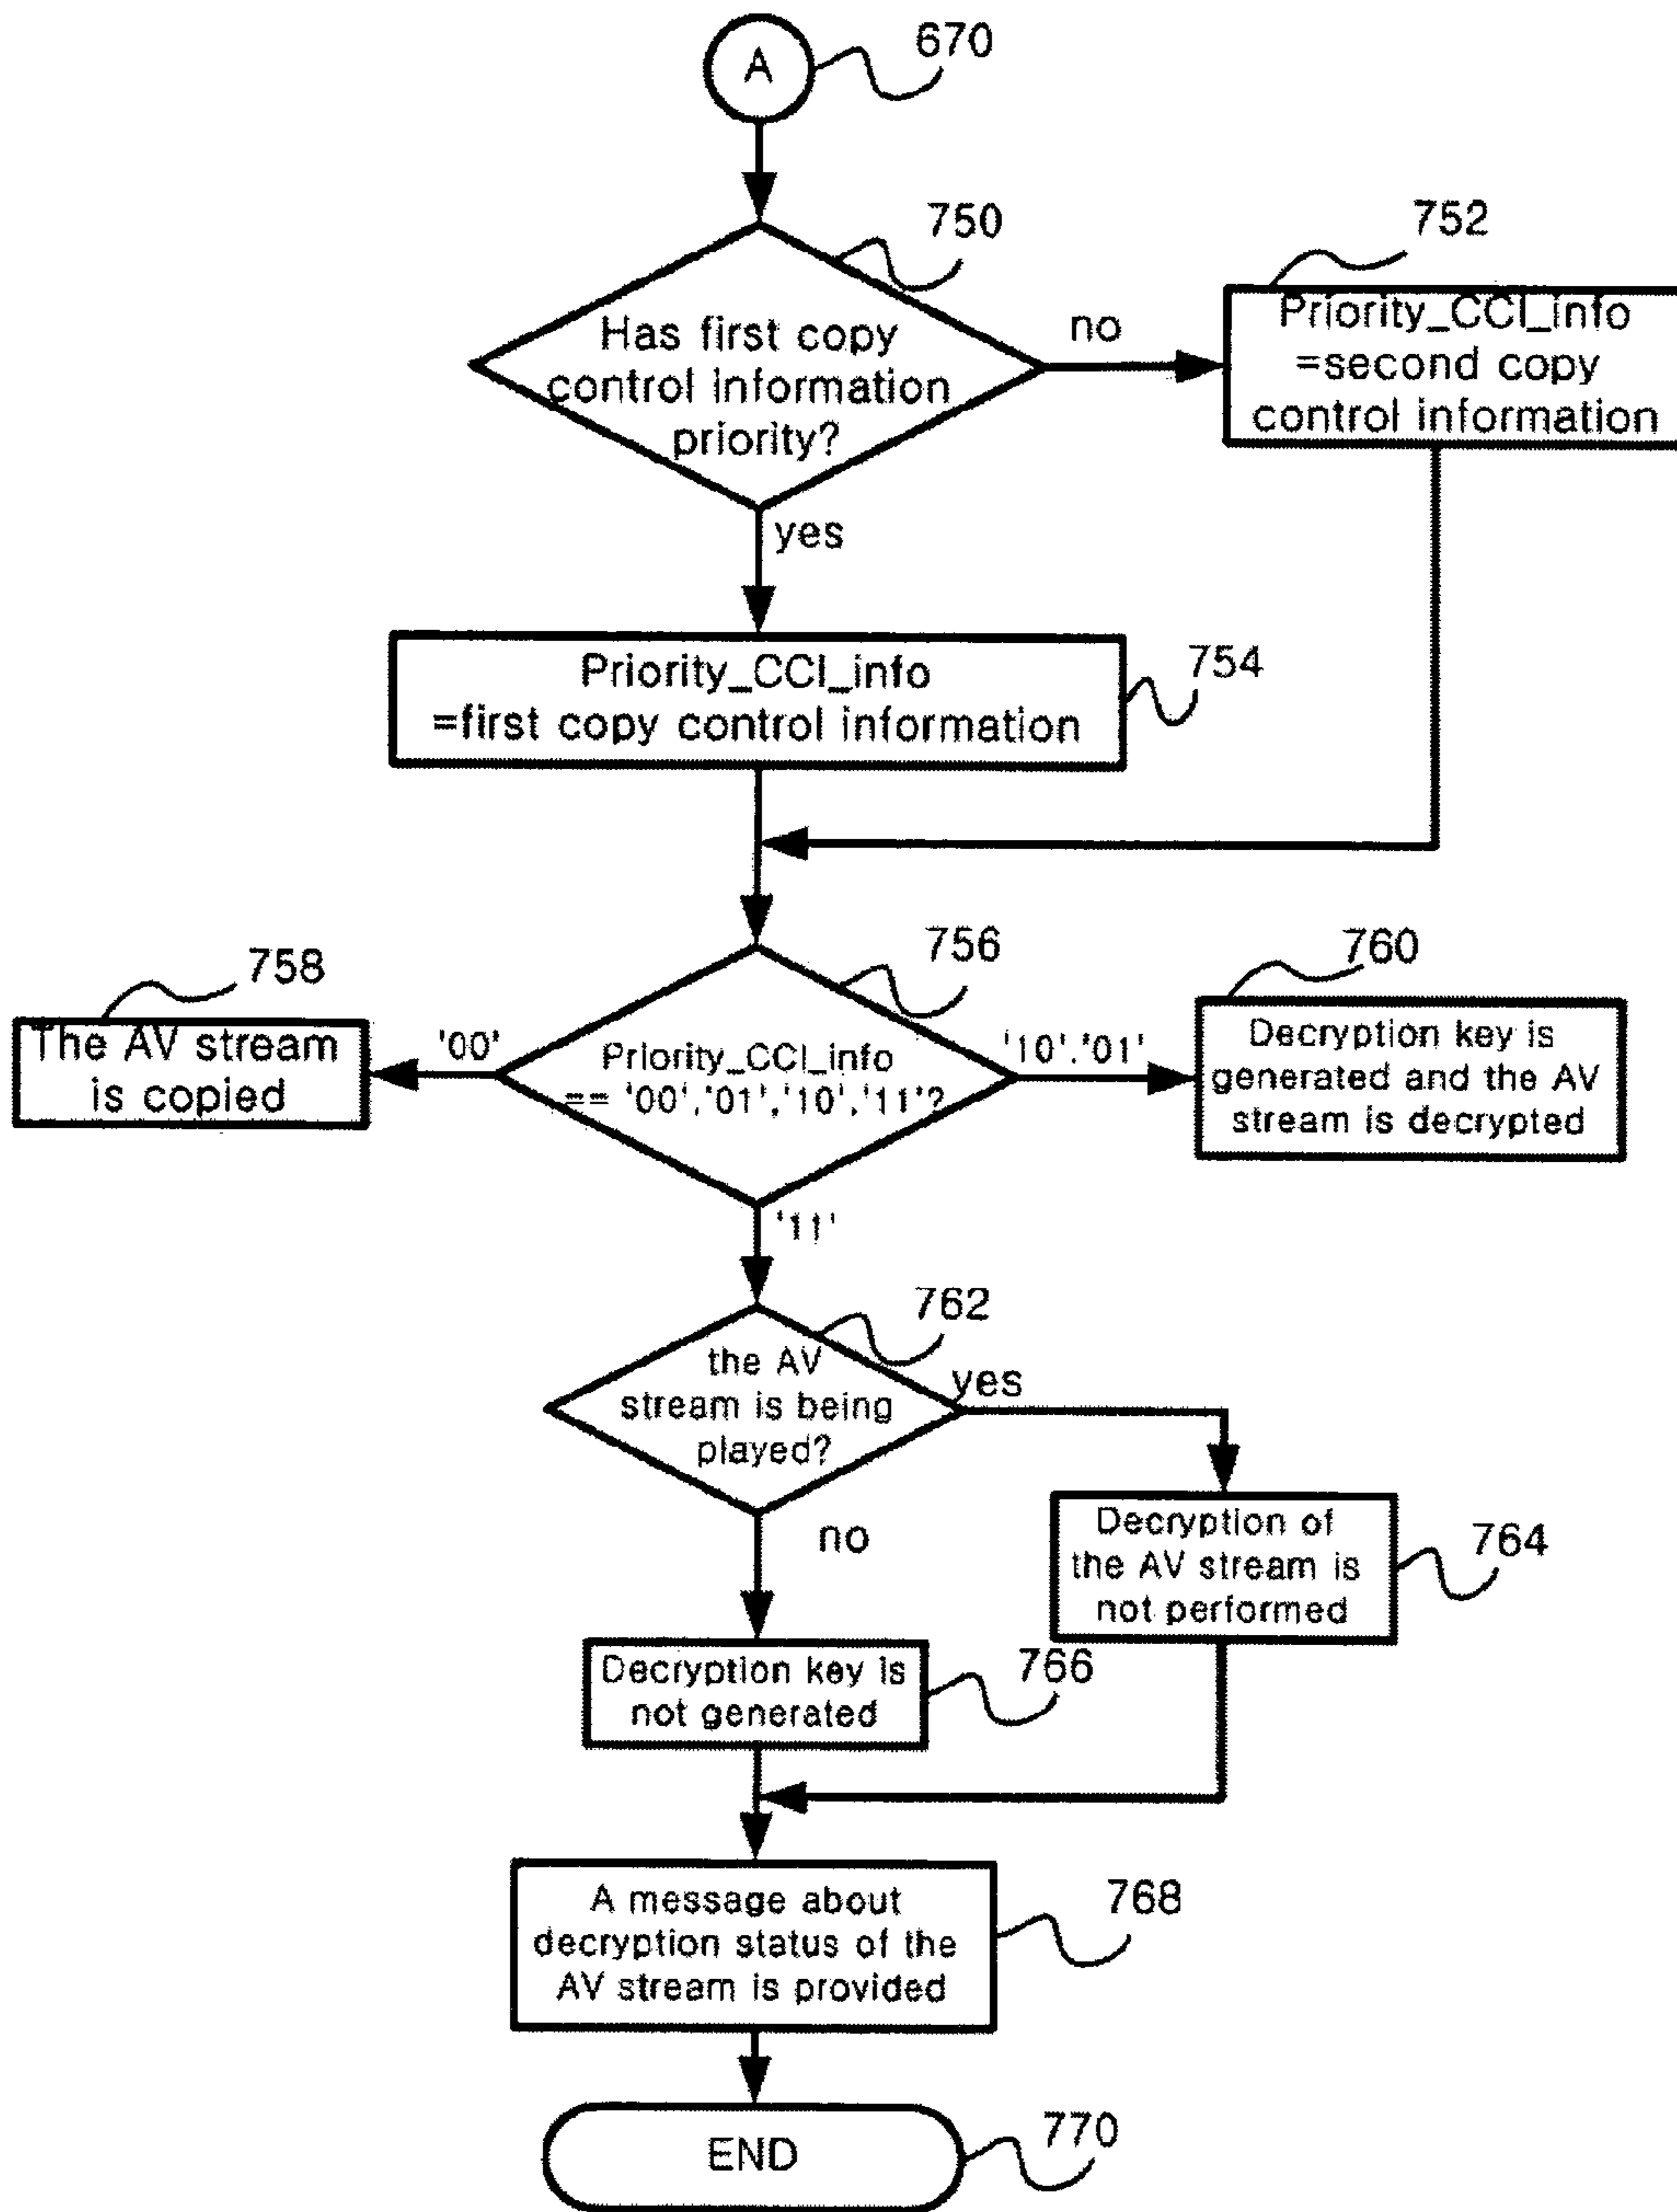 A
670
750
Has first copy
control information
priority?
no
752
Priority_CCI_info
=second copy
control information
yes
Priority_CCI_info
=first copy control information
754
756
Priority_CCI_info
== '00','01','10','11'?
758
'00'
The AV stream
is copied
760
'10','01'
Decryption key is
generated and the AV
stream is decrypted
'11'
762
the AV
stream is being
played?
yes
no
Decryption of
the AV stream is
not performed
764
Decryption key is
not generated
766
A message about
decryption status of the
AV stream is provided
768
END
770